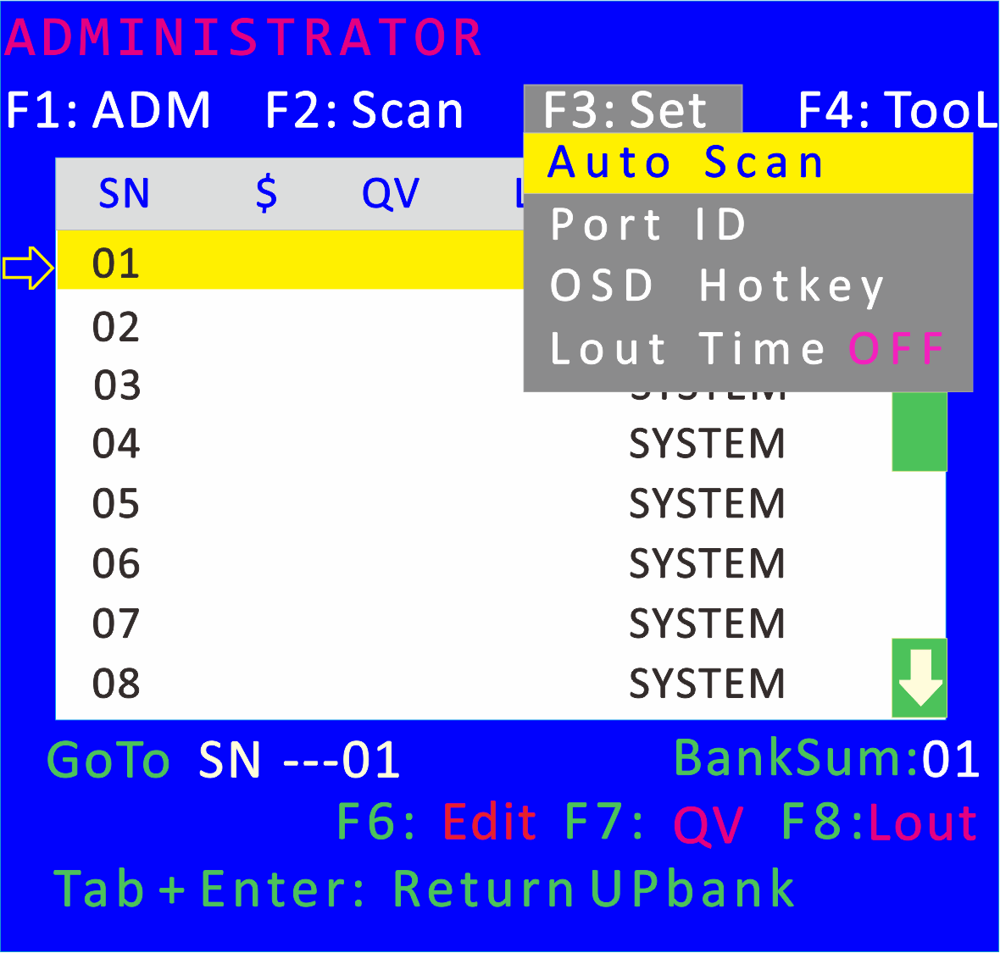 ADMINISTRATOR
F1: ADM F2: Scan F3: Set F4: TooL
Auto Scan
Port ID
OSD Hotkey
Lout Time OFF
SN $ QV L
01
02
03 SYSTEM
04 SYSTEM
05 SYSTEM
06 SYSTEM
07 SYSTEM
08 SYSTEM
GoTo SN ---01 BankSum:01
F6: Edit F7: QV F8:Lout
Tab+Enter: Return UPbank